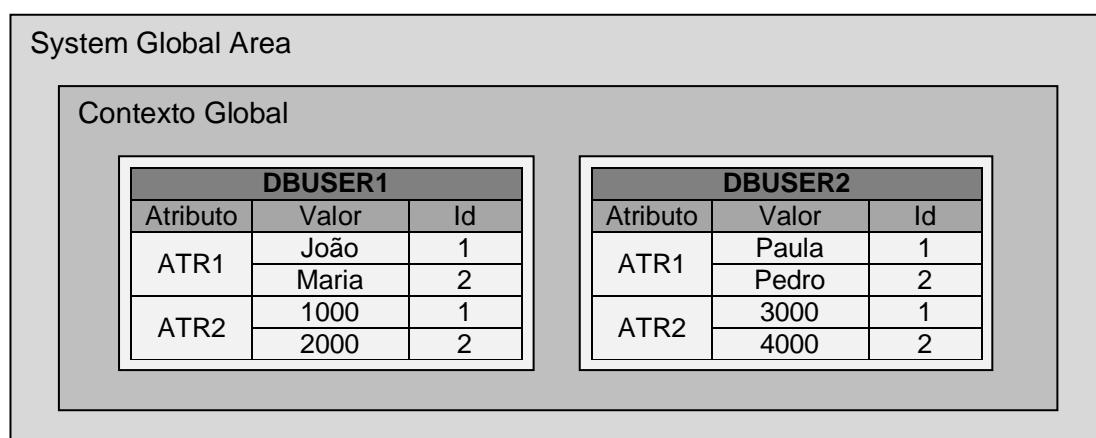 System Global Area
Contexto Global
DBUSER1
Atributo Valor Id
ATR1
João 1
Maria 2
ATR2
1000 1
2000 2
DBUSER2
Atributo Valor Id
ATR1
Paula 1
Pedro 2
ATR2
3000 1
4000 2